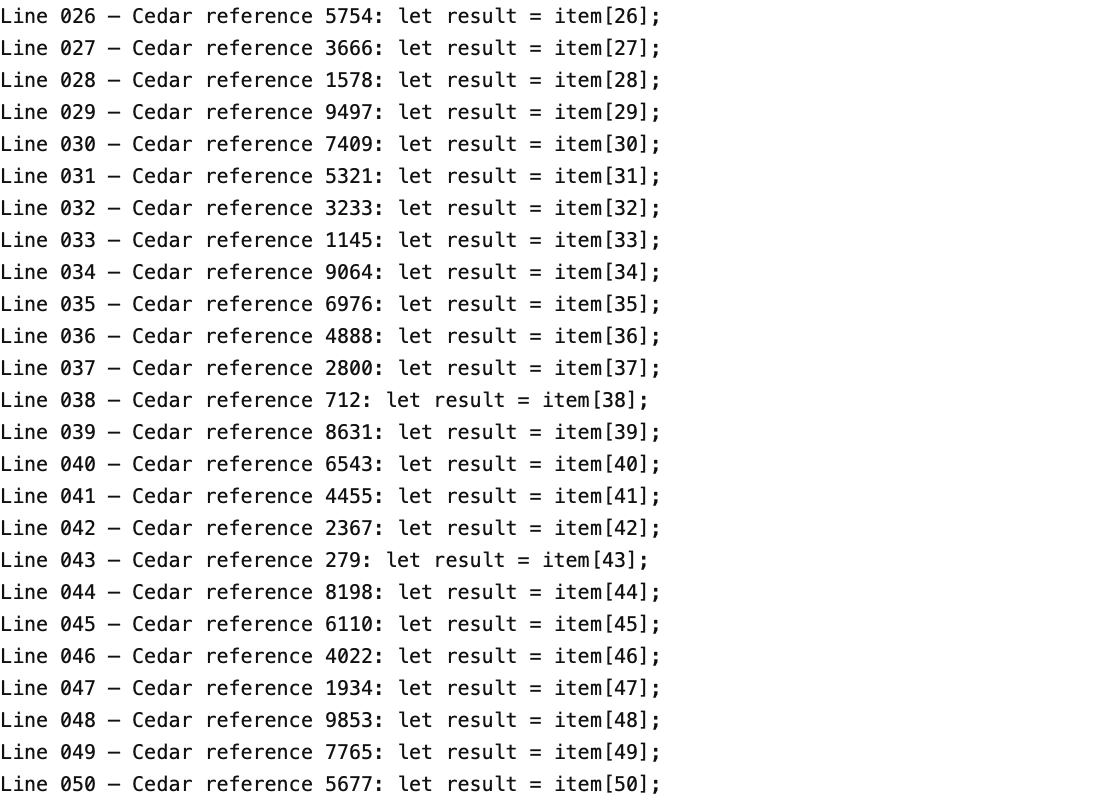 Line 026 – Cedar reference 5754: let result = item[26];
Line 027 – Cedar reference 3666: let result = item[27];
Line 028 – Cedar reference 1578: let result = item[28];
Line 029 – Cedar reference 9497: let result = item[29];
Line 030 – Cedar reference 7409: let result = item[30];
Line 031 – Cedar reference 5321: let result = item[31];
Line 032 – Cedar reference 3233: let result = item[32];
Line 033 – Cedar reference 1145: let result = item[33];
Line 034 – Cedar reference 9064: let result = item[34];
Line 035 – Cedar reference 6976: let result = item[35];
Line 036 – Cedar reference 4888: let result = item[36];
Line 037 – Cedar reference 2800: let result = item[37];
Line 038 – Cedar reference 712: let result = item[38];
Line 039 – Cedar reference 8631: let result = item[39];
Line 040 – Cedar reference 6543: let result = item[40];
Line 041 – Cedar reference 4455: let result = item[41];
Line 042 – Cedar reference 2367: let result = item[42];
Line 043 – Cedar reference 279: let result = item[43];
Line 044 – Cedar reference 8198: let result = item[44];
Line 045 – Cedar reference 6110: let result = item[45];
Line 046 – Cedar reference 4022: let result = item[46];
Line 047 – Cedar reference 1934: let result = item[47];
Line 048 – Cedar reference 9853: let result = item[48];
Line 049 – Cedar reference 7765: let result = item[49];
Line 050 – Cedar reference 5677: let result = item[50];